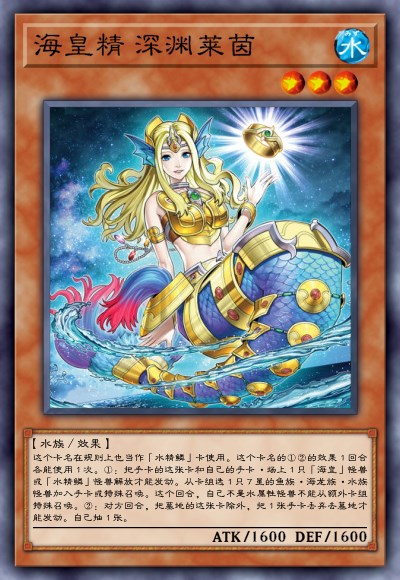 海皇精 深渊莱茵
水
【水族／效果】
这个卡名在规则上也当作「水精鳞」卡使用。这个卡名的①②的效果1回合
各能使用1次。①：把手卡的这张卡和自己的手卡・场上1只「海皇」怪兽
或「水精鳞」怪兽解放才能发动。从卡组选1只7星的鱼族・海龙族・水族
怪兽加入手卡或特殊召唤。这个回合，自己不是水属性怪兽不能从额外卡组
特殊召唤。②：对方回合，把墓地的这张卡除外，把1张手卡去弃去墓地才
能发动。自己抽1张。
ATK/1600 DEF/1600